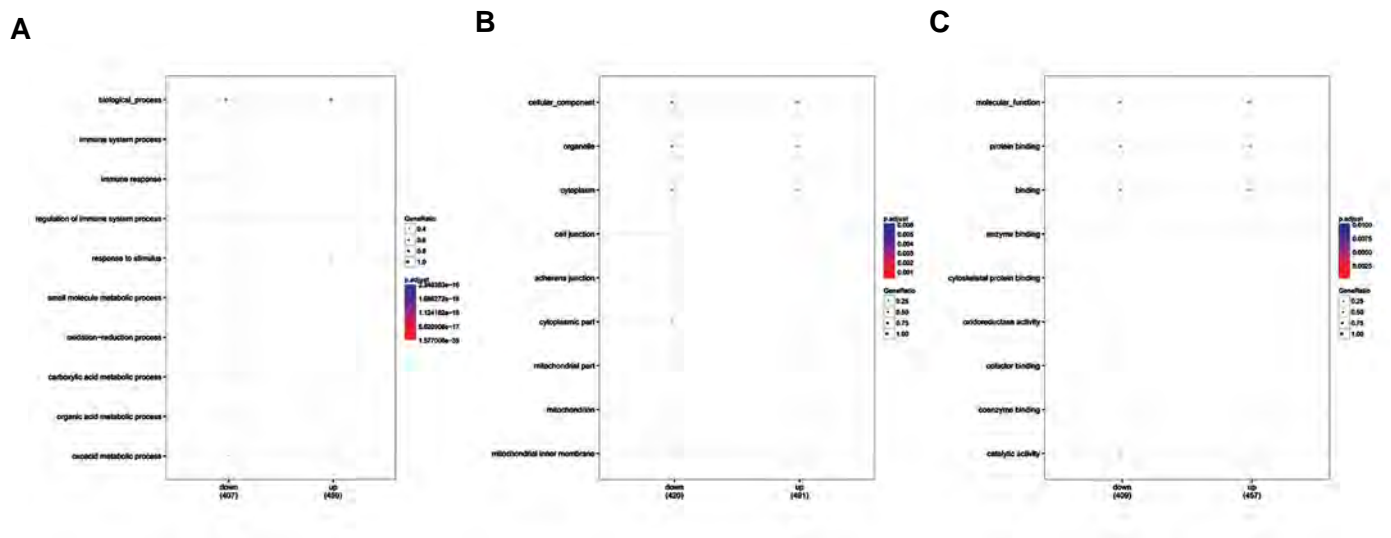 A
biological_process
immune system process
immune response
regulation of immune system process
response to stimulus
small molecule metabolic process
oxidation-reduction process
carboxylic acid metabolic process
organic acid metabolic process
oxoacid metabolic process
down
(407)
up
GeneRatio
0.4
0.6
0.8
1.0
p.adjust
B
cellular_component
organelle
cytoplasm
cell junction
adherens junction
cytoplasmic part
mitochondrial part
mitochondrion
mitochondrial inner membrane
down
(420)
up
(491)
p.adjust
0.006
0.005
0.004
0.003
0.002
0.001
GeneRatio
0.25
0.50
0.75
1.00
C
molecular_function
protein binding
binding
enzyme binding
cytoskeletal protein binding
oxidoreductase activity
cofactor binding
coenzyme binding
catalytic activity
down
(409)
up
(457)
p.adjust
0.0100
0.0075
0.0050
0.0025
GeneRatio
0.25
0.50
0.75
1.00